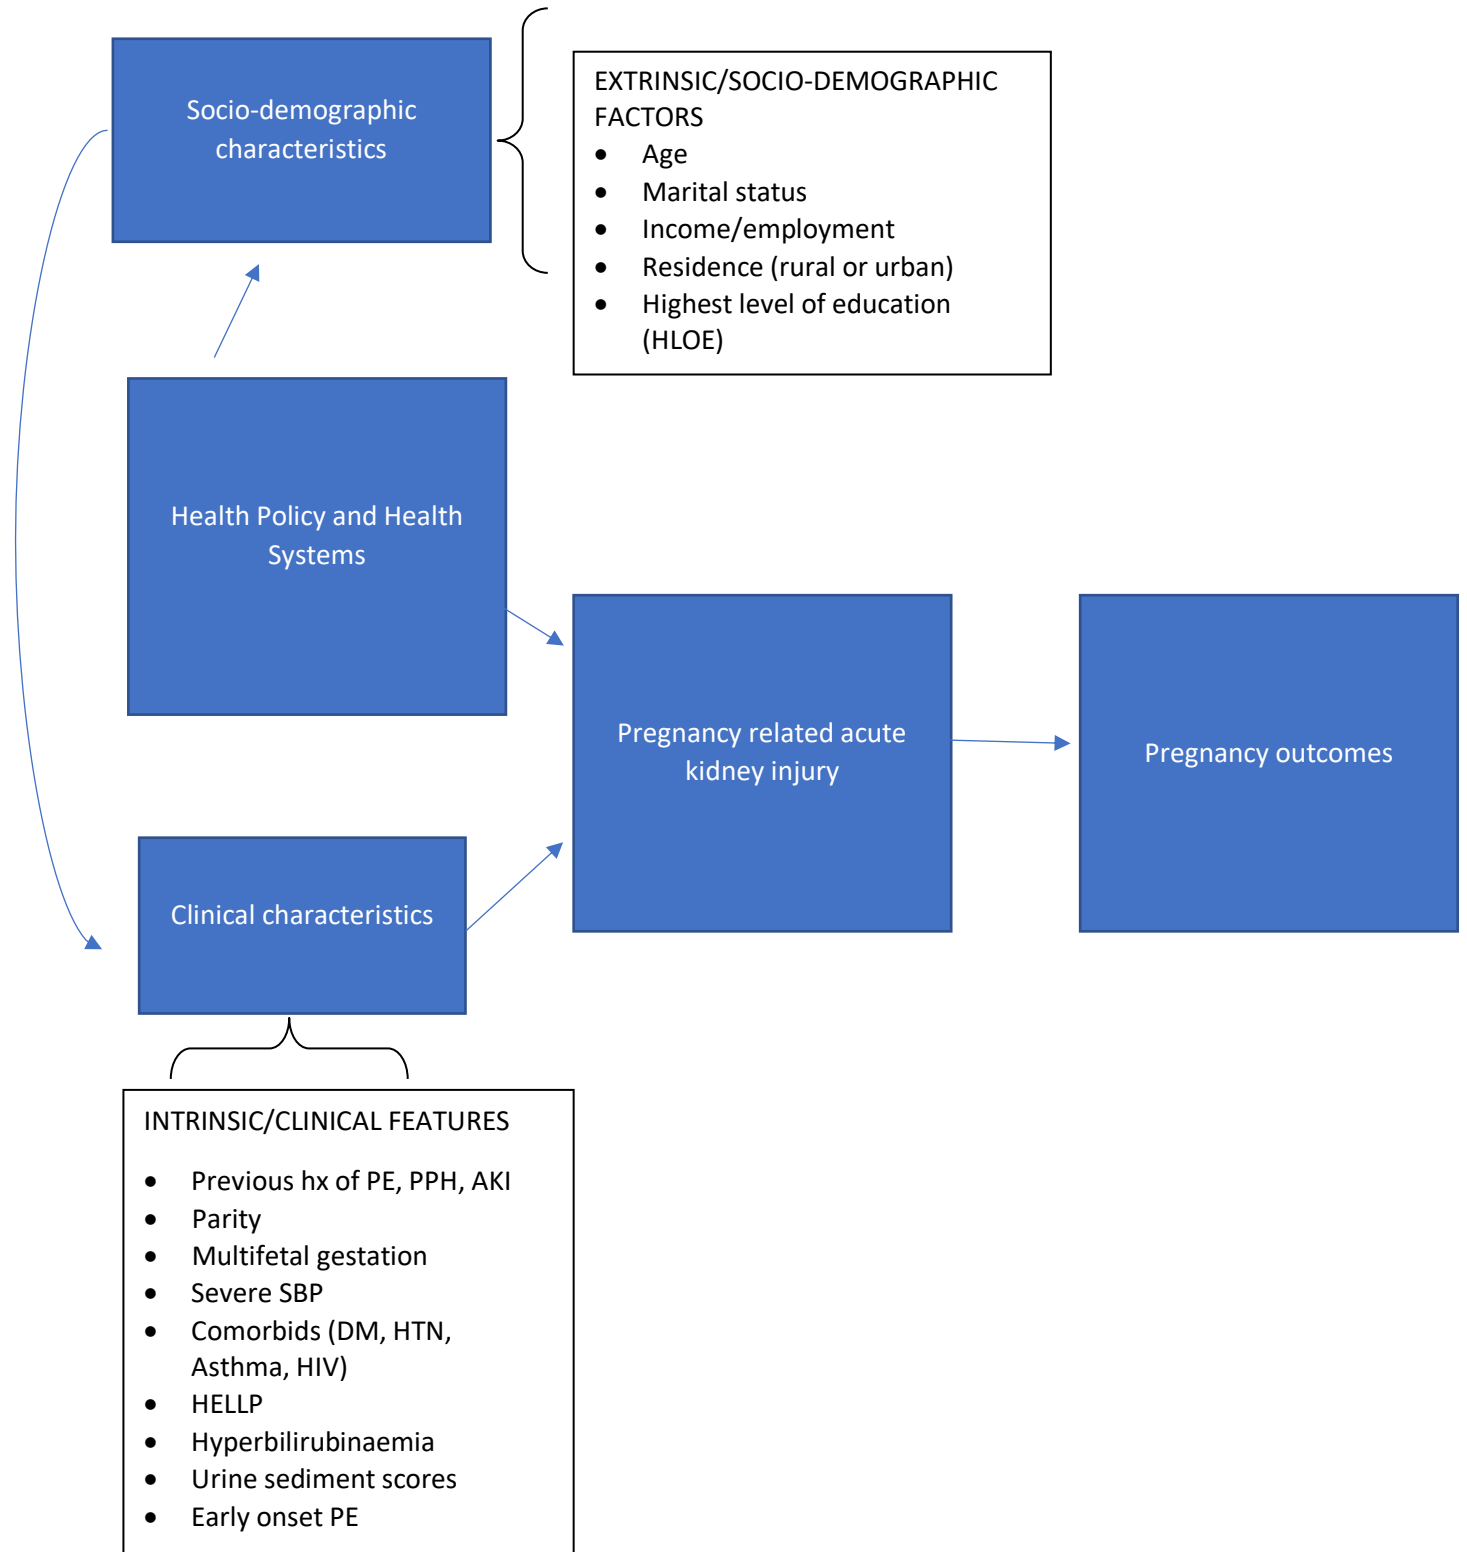 Socio-demographic
characteristics
EXTRINSIC/SOCIO-DEMOGRAPHIC
FACTORS
• Age
• Marital status
• Income/employment
• Residence (rural or urban)
• Highest level of education
(HLOE)
Health Policy and Health
Systems
Pregnancy related acute
kidney injury
Pregnancy outcomes
Clinical characteristics
INTRINSIC/CLINICAL FEATURES
• Previous hx of PE, PPH, AKI
• Parity
• Multifetal gestation
• Severe SBP
• Comorbids (DM, HTN,
Asthma, HIV)
• HELLP
• Hyperbilirubinaemia
• Urine sediment scores
• Early onset PE